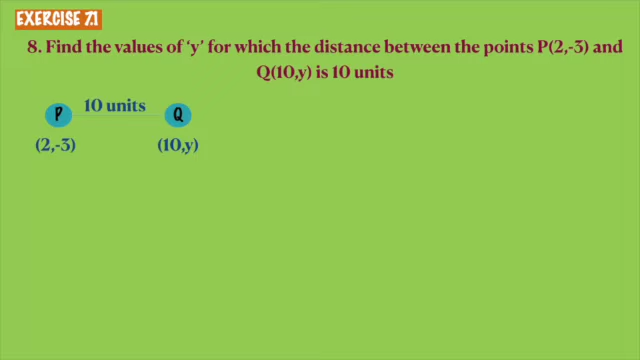 EXERCISE 7.1
8. Find the values of ‘y’ for which the distance between the points P(2,-3) and
Q(10,y) is 10 units
10 units
P Q
(2,-3) (10,y)